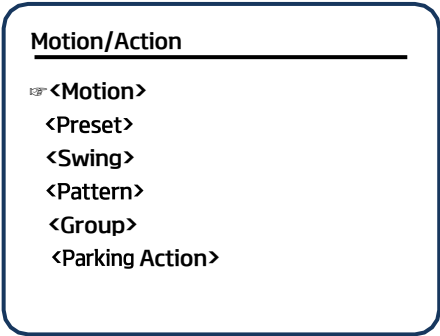 Motion/Action
☞<Motion>
<Preset>
<Swing>
<Pattern>
<Group>
<Parking Action>